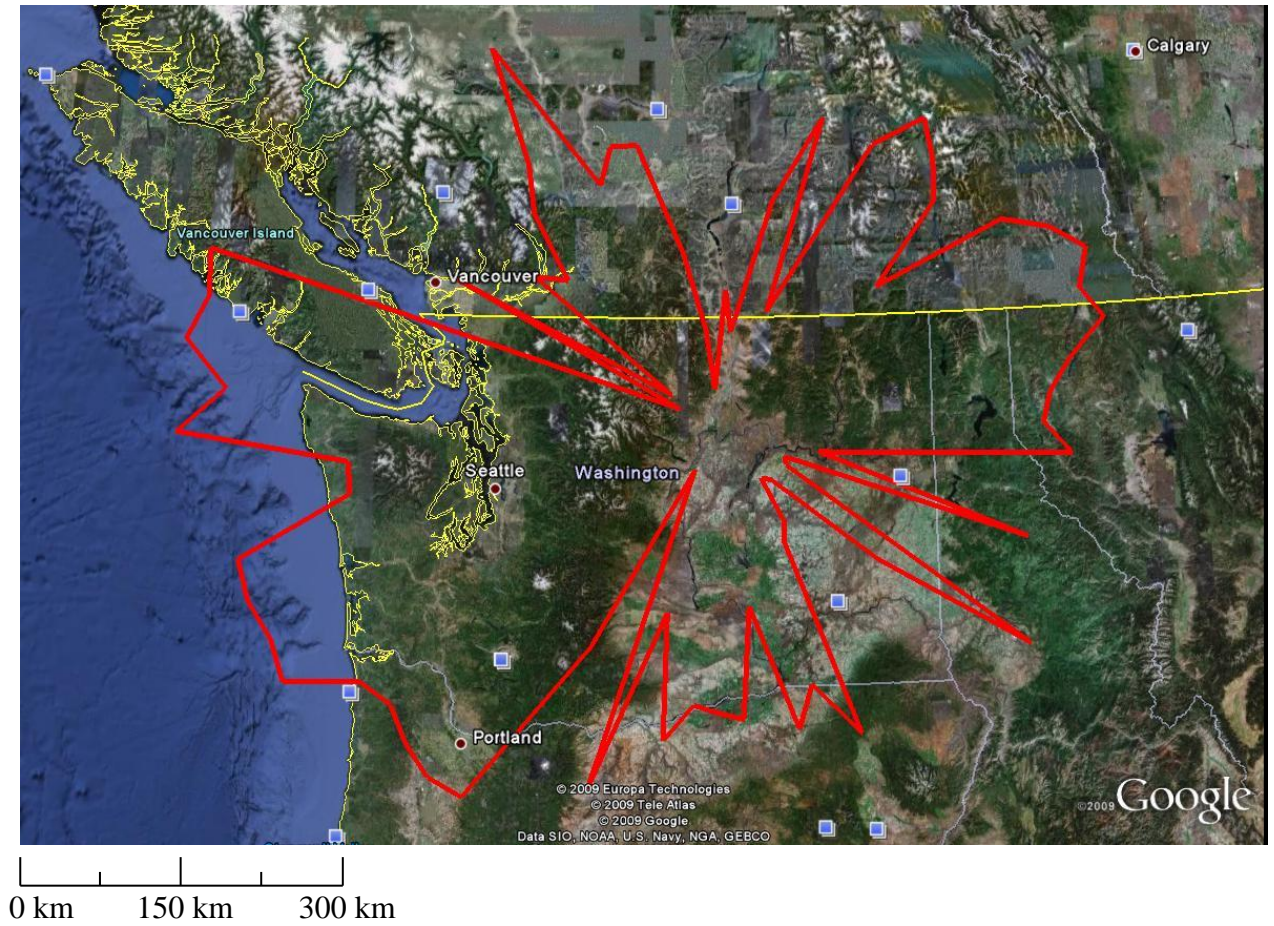 Calgary
Vancouver Island
Vancouver
Seattle
Washington
Portland
© 2009 Europa Technologies
© 2009 Tele Atlas
© 2009 Google
Data SIO, NOAA, U.S. Navy, NGA, GEBCO
©2009 Google
0 km 150 km 300 km